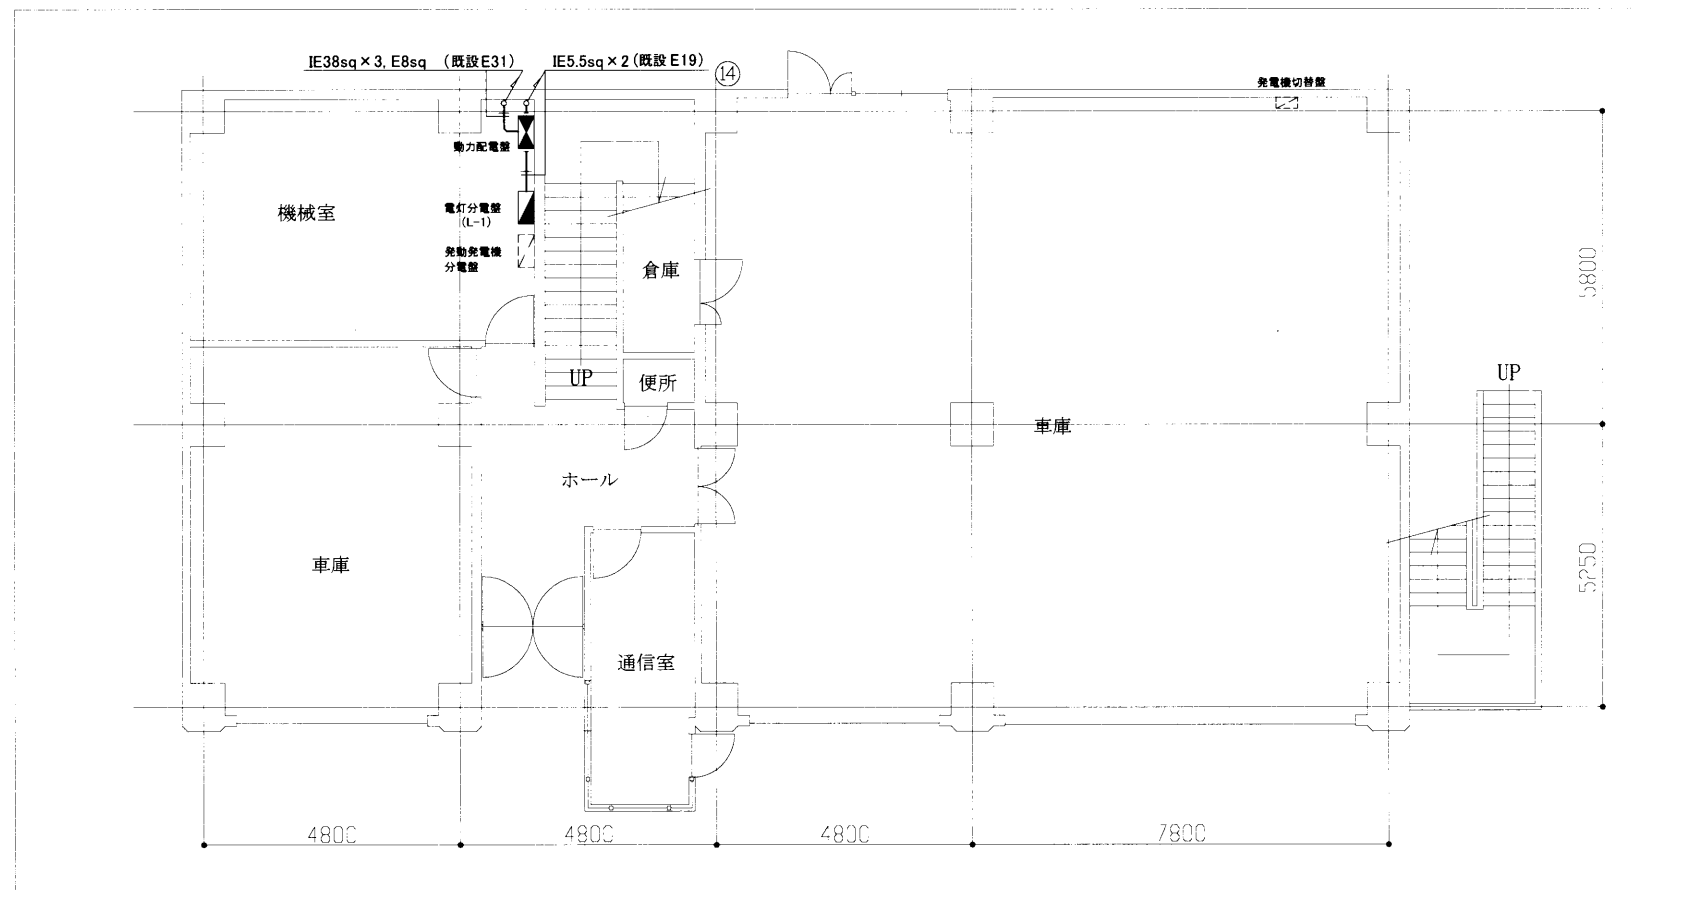 IE38sq×3, E8sq (既設E31)
IE5.5sq×2(既設E19)
⑭
発電機切替盤
動力配電盤
機械室
電灯分電盤
(L-1)
発動発電機
分電盤
倉庫
5800
UP
便所
UP
車庫
ホール
車庫
5250
通信室
4800
4800
4800
7800